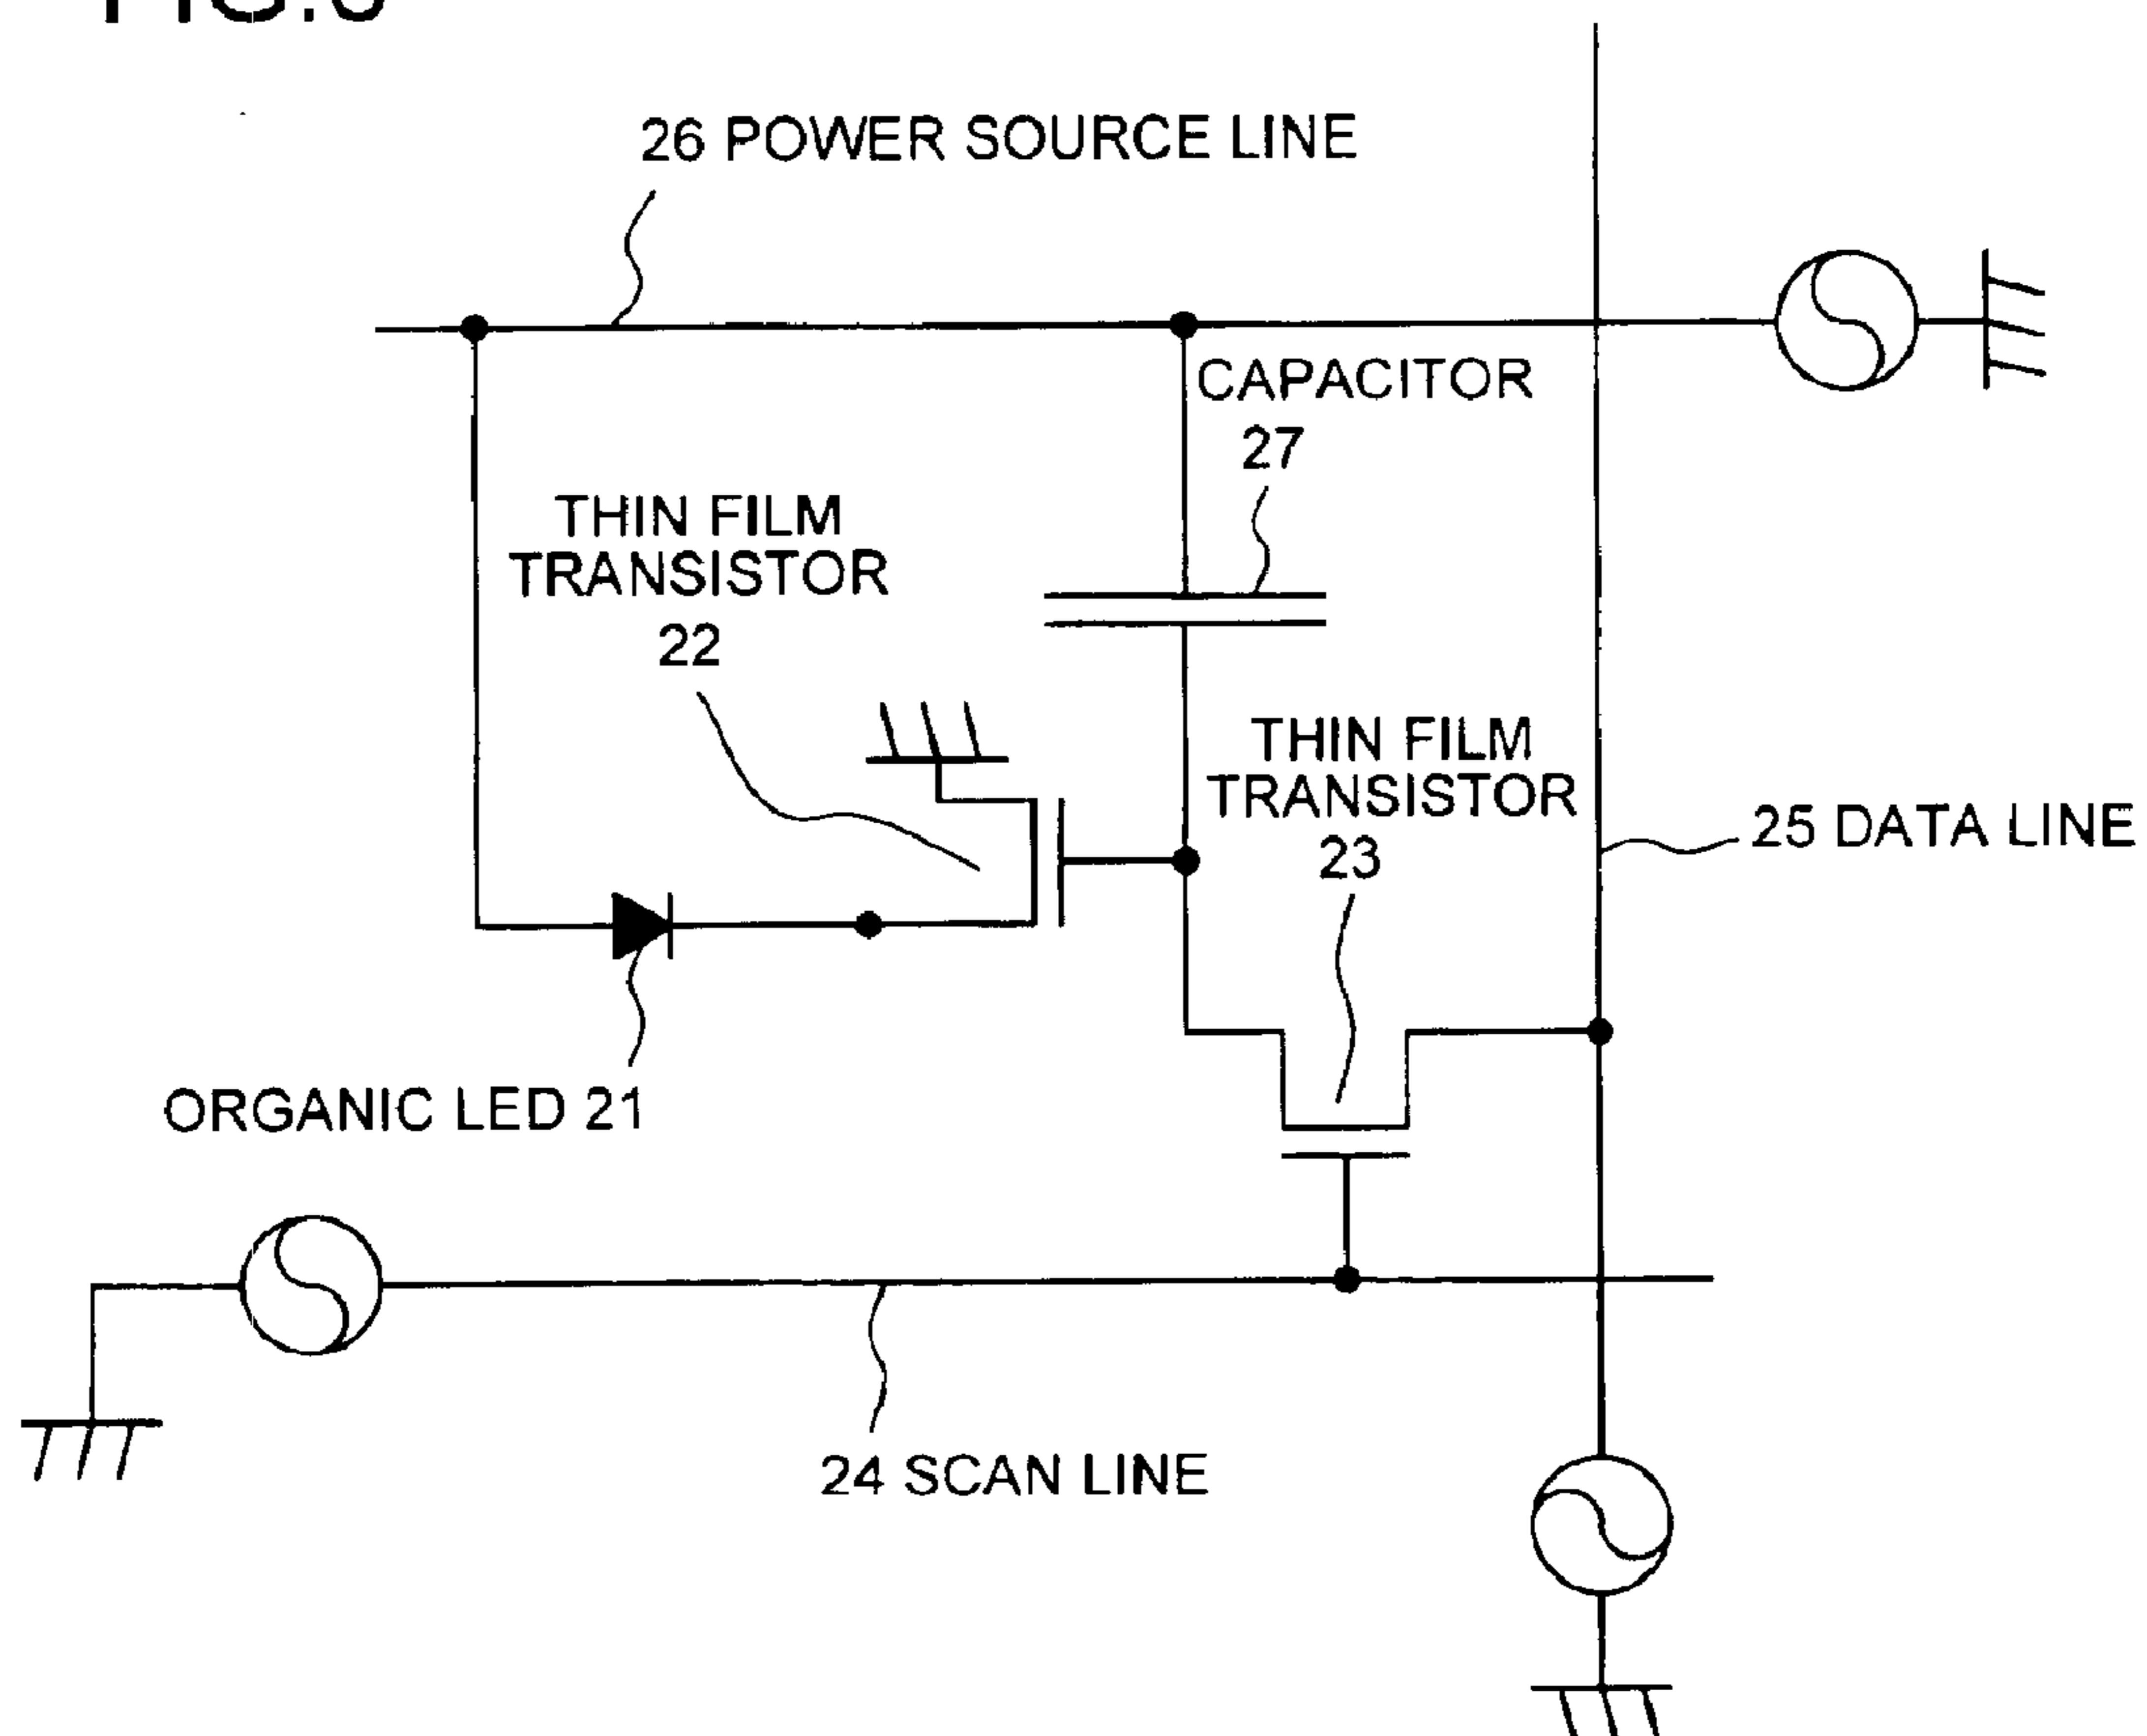 26 POWER SOURCE LINE
CAPACITOR
27
THIN FILM
TRANSISTOR
22
THIN FILM
TRANSISTOR
23
25 DATA LINE
ORGANIC LED 21
24 SCAN LINE